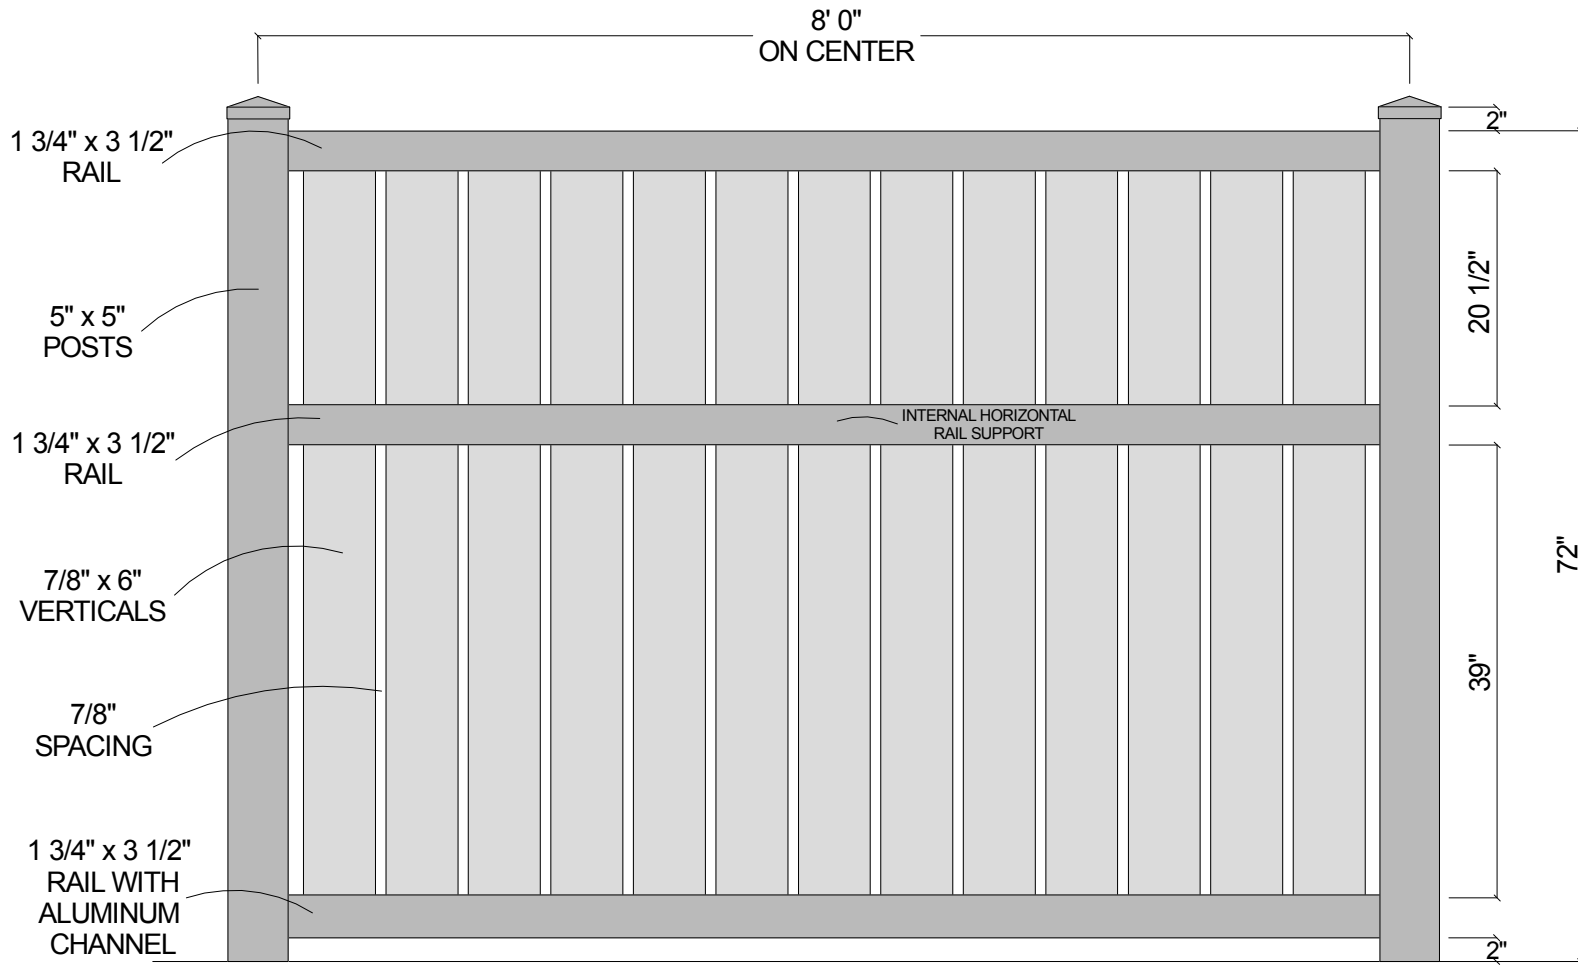 8' 0"
ON CENTER
1 3/4" x 3 1/2"
RAIL
2"
20 1/2"
5" x 5"
POSTS
1 3/4" x 3 1/2"
RAIL
INTERNAL HORIZONTAL
RAIL SUPPORT
72"
7/8" x 6"
VERTICALS
39"
7/8"
SPACING
1 3/4" x 3 1/2"
RAIL WITH
ALUMINUM
CHANNEL
2"